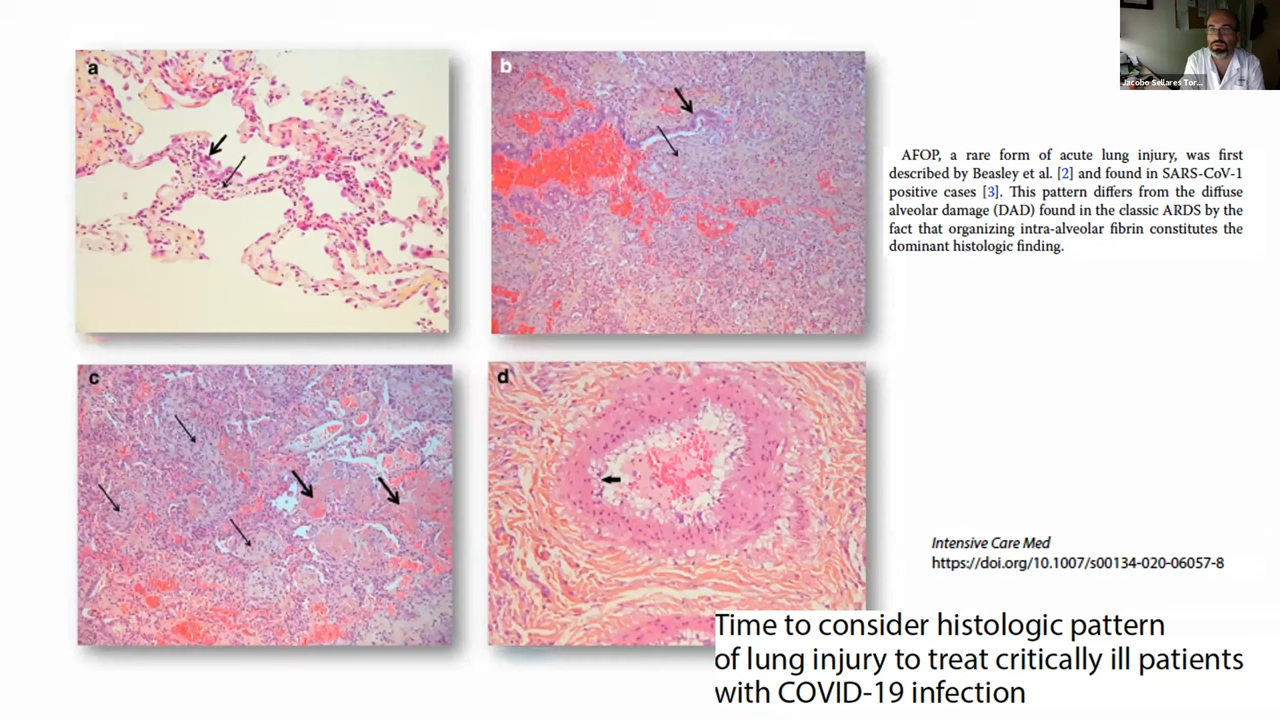 a
b
Jacobo Sellares Tor...
AFOP, a rare form of acute lung injury, was first
described by Beasley et al. [2] and found in SARS-CoV-1
positive cases [3]. This pattern differs from the diffuse
alveolar damage (DAD) found in the classic ARDS by the
fact that organizing intra-alveolar fibrin constitutes the
dominant histologic finding.
c
d
Intensive Care Med
https://doi.org/10.1007/s00134-020-06057-8
Time to consider histologic pattern
of lung injury to treat critically ill patients
with COVID-19 infection